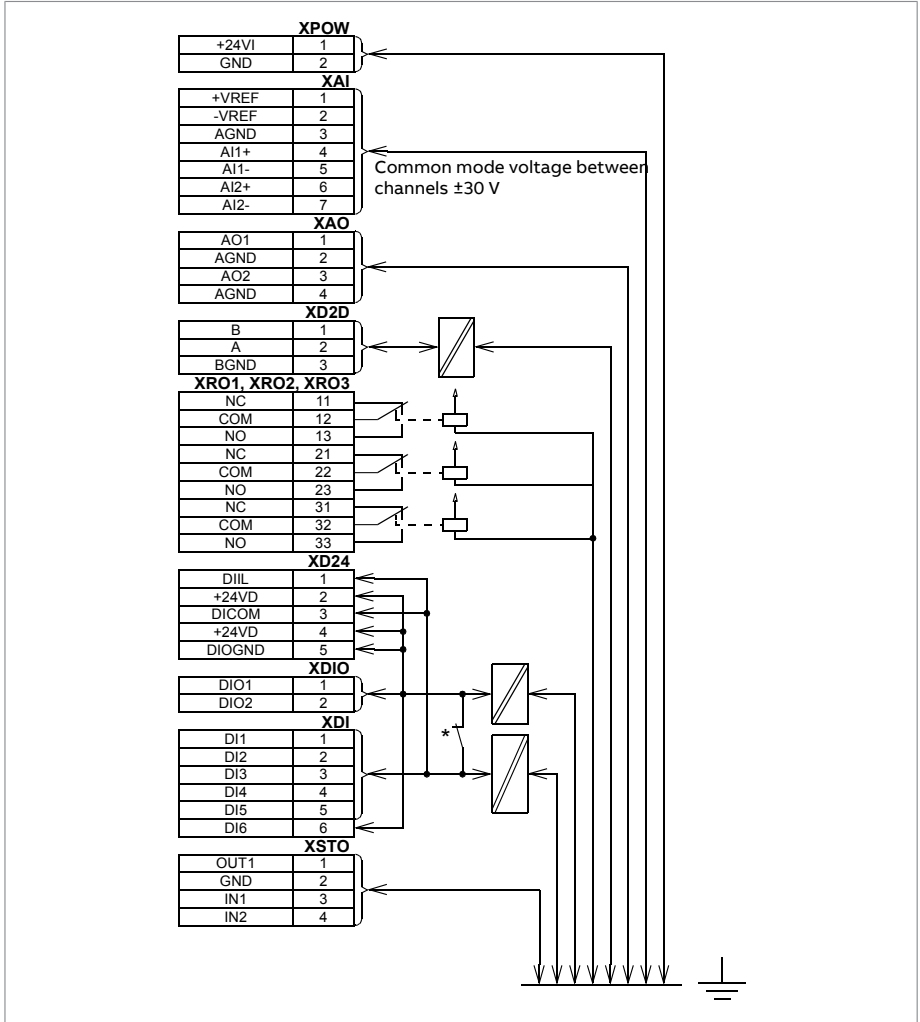 XPOW
+24VI 1
GND 2
XAI
+VREF 1
-VREF 2
AGND 3
AI1+ 4
AI1- 5
AI2+ 6
AI2- 7
Common mode voltage between
channels ±30 V
XAO
AO1 1
AGND 2
AO2 3
AGND 4
XD2D
B 1
A 2
BGND 3
XRO1, XRO2, XRO3
NC 11
COM 12
NO 13
NC 21
COM 22
NO 23
NC 31
COM 32
NO 33
XD24
DIIL 1
+24VD 2
DICOM 3
+24VD 4
DIOGND 5
XDIO
DIO1 1
DIO2 2
XDI
DI1 1
DI2 2
DI3 3
DI4 4
DI5 5
DI6 6
*
XSTO
OUT1 1
GND 2
IN1 3
IN2 4